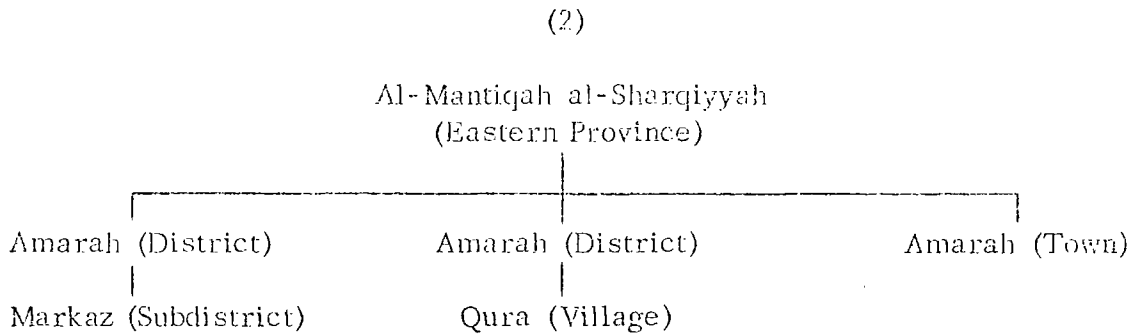 (2)
Al-Mantiqah al-Sharqiyyah
(Eastern Province)
Amarah (District) Amarah (District) Amarah (Town)
Markaz (Subdistrict) Qura (Village)